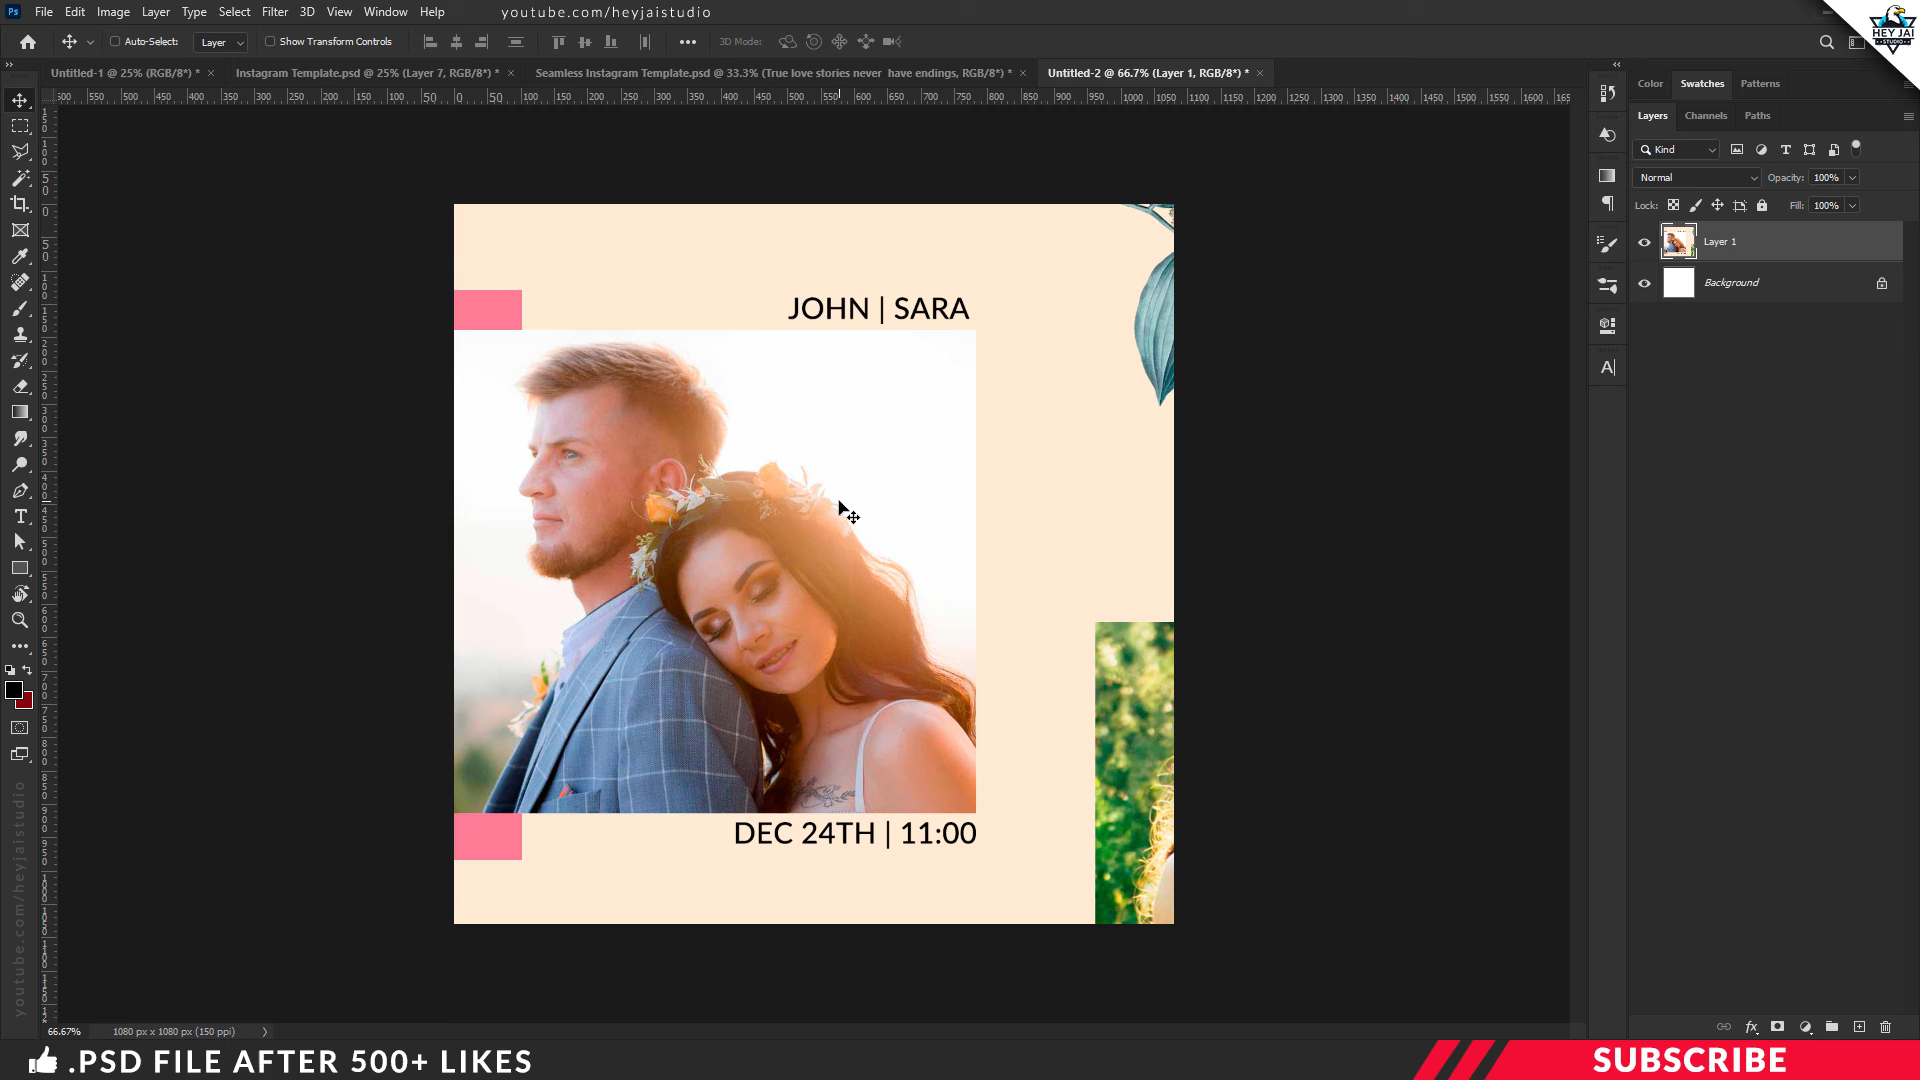 Ps File Edit Image Layer Type Select Filter 3D View Window Help youtube.com/heyjaistudio
HEY JAI
STUDIO
Auto-Select: Layer Show Transform Controls 3D Mode:
Untitled-1 @ 25% (RGB/8*) * × Instagram Template.psd @ 25% (Layer 7, RGB/8*) * × Seamless Instagram Template.psd @ 33.3% (True love stories never have endings, RGB/8*) * × Untitled-2 @ 66.7% (Layer 1, RGB/8*) * ×
Color Swatches Patterns
Layers Channels Paths
Kind
Normal Opacity: 100%
Lock: Fill: 100%
Layer 1
Background
JOHN | SARA
DEC 24TH | 11:00
youtube.com/heyjaistudio
66.67% 1080 px x 1080 px (150 ppi)
.PSD FILE AFTER 500+ LIKES
SUBSCRIBE